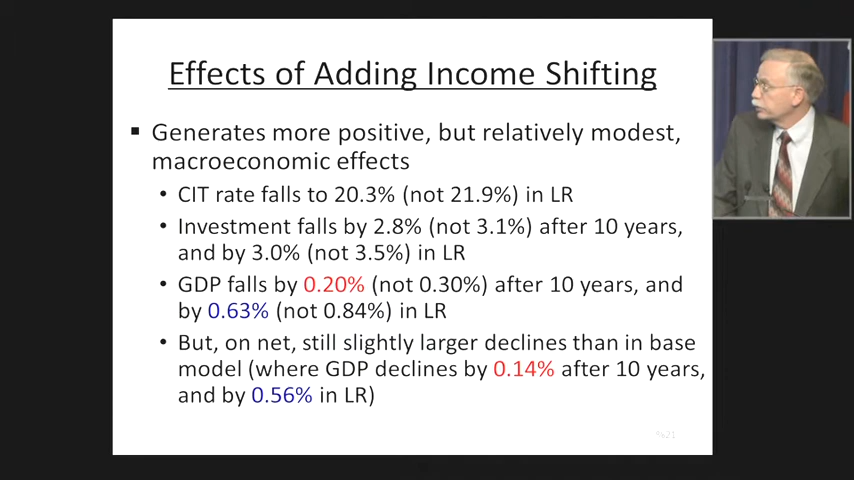 Effects of Adding Income Shifting
▪ Generates more positive, but relatively modest,
macroeconomic effects
• CIT rate falls to 20.3% (not 21.9%) in LR
• Investment falls by 2.8% (not 3.1%) after 10 years,
and by 3.0% (not 3.5%) in LR
• GDP falls by 0.20% (not 0.30%) after 10 years, and
by 0.63% (not 0.84%) in LR
• But, on net, still slightly larger declines than in base
model (where GDP declines by 0.14% after 10 years,
and by 0.56% in LR)